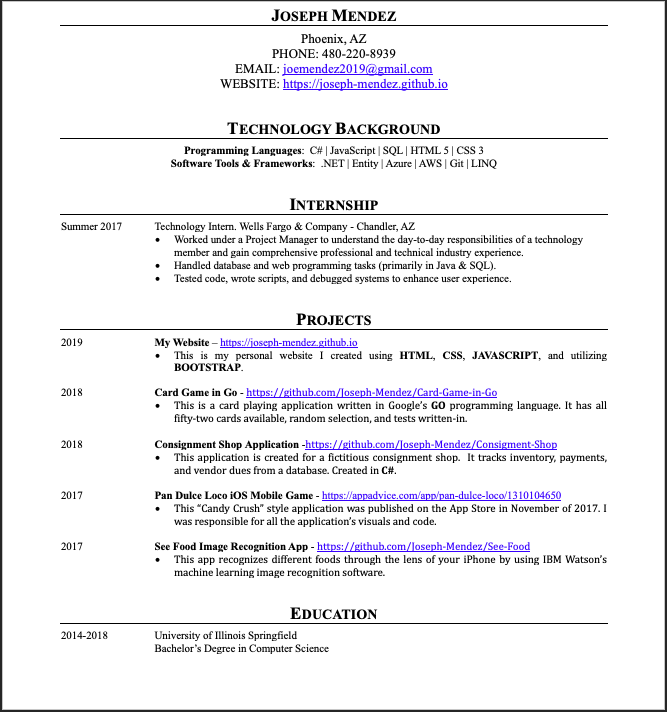 JOSEPH MENDEZ
Phoenix, AZ
PHONE: 480-220-8939
EMAIL: joemendez2019@gmail.com
WEBSITE: https://joseph-mendez.github.io
TECHNOLOGY BACKGROUND
Programming Languages: C# | JavaScript | SQL | HTML 5 | CSS 3
Software Tools & Frameworks: .NET | Entity | Azure | AWS | Git | LINQ
INTERNSHIP
Summer 2017 Technology Intern. Wells Fargo & Company - Chandler, AZ
• Worked under a Project Manager to understand the day-to-day responsibilities of a technology
member and gain comprehensive professional and technical industry experience.
• Handled database and web programming tasks (primarily in Java & SQL).
• Tested code, wrote scripts, and debugged systems to enhance user experience.
PROJECTS
2019 My Website – https://joseph-mendez.github.io
• This is my personal website I created using HTML, CSS, JAVASCRIPT, and utilizing
BOOTSTRAP.
2018 Card Game in Go - https://github.com/Joseph-Mendez/Card-Game-in-Go
• This is a card playing application written in Google's GO programming language. It has all
fifty-two cards available, random selection, and tests written-in.
2018 Consignment Shop Application -https://github.com/Joseph-Mendez/Consigment-Shop
• This application is created for a fictitious consignment shop. It tracks inventory, payments,
and vendor dues from a database. Created in C#.
2017 Pan Dulce Loco iOS Mobile Game - https://appadvice.com/app/pan-dulce-loco/1310104650
• This “Candy Crush” style application was published on the App Store in November of 2017. I
was responsible for all the application's visuals and code.
2017 See Food Image Recognition App - https://github.com/Joseph-Mendez/See-Food
• This app recognizes different foods through the lens of your iPhone by using IBM Watson's
machine learning image recognition software.
EDUCATION
2014-2018 University of Illinois Springfield
Bachelor's Degree in Computer Science